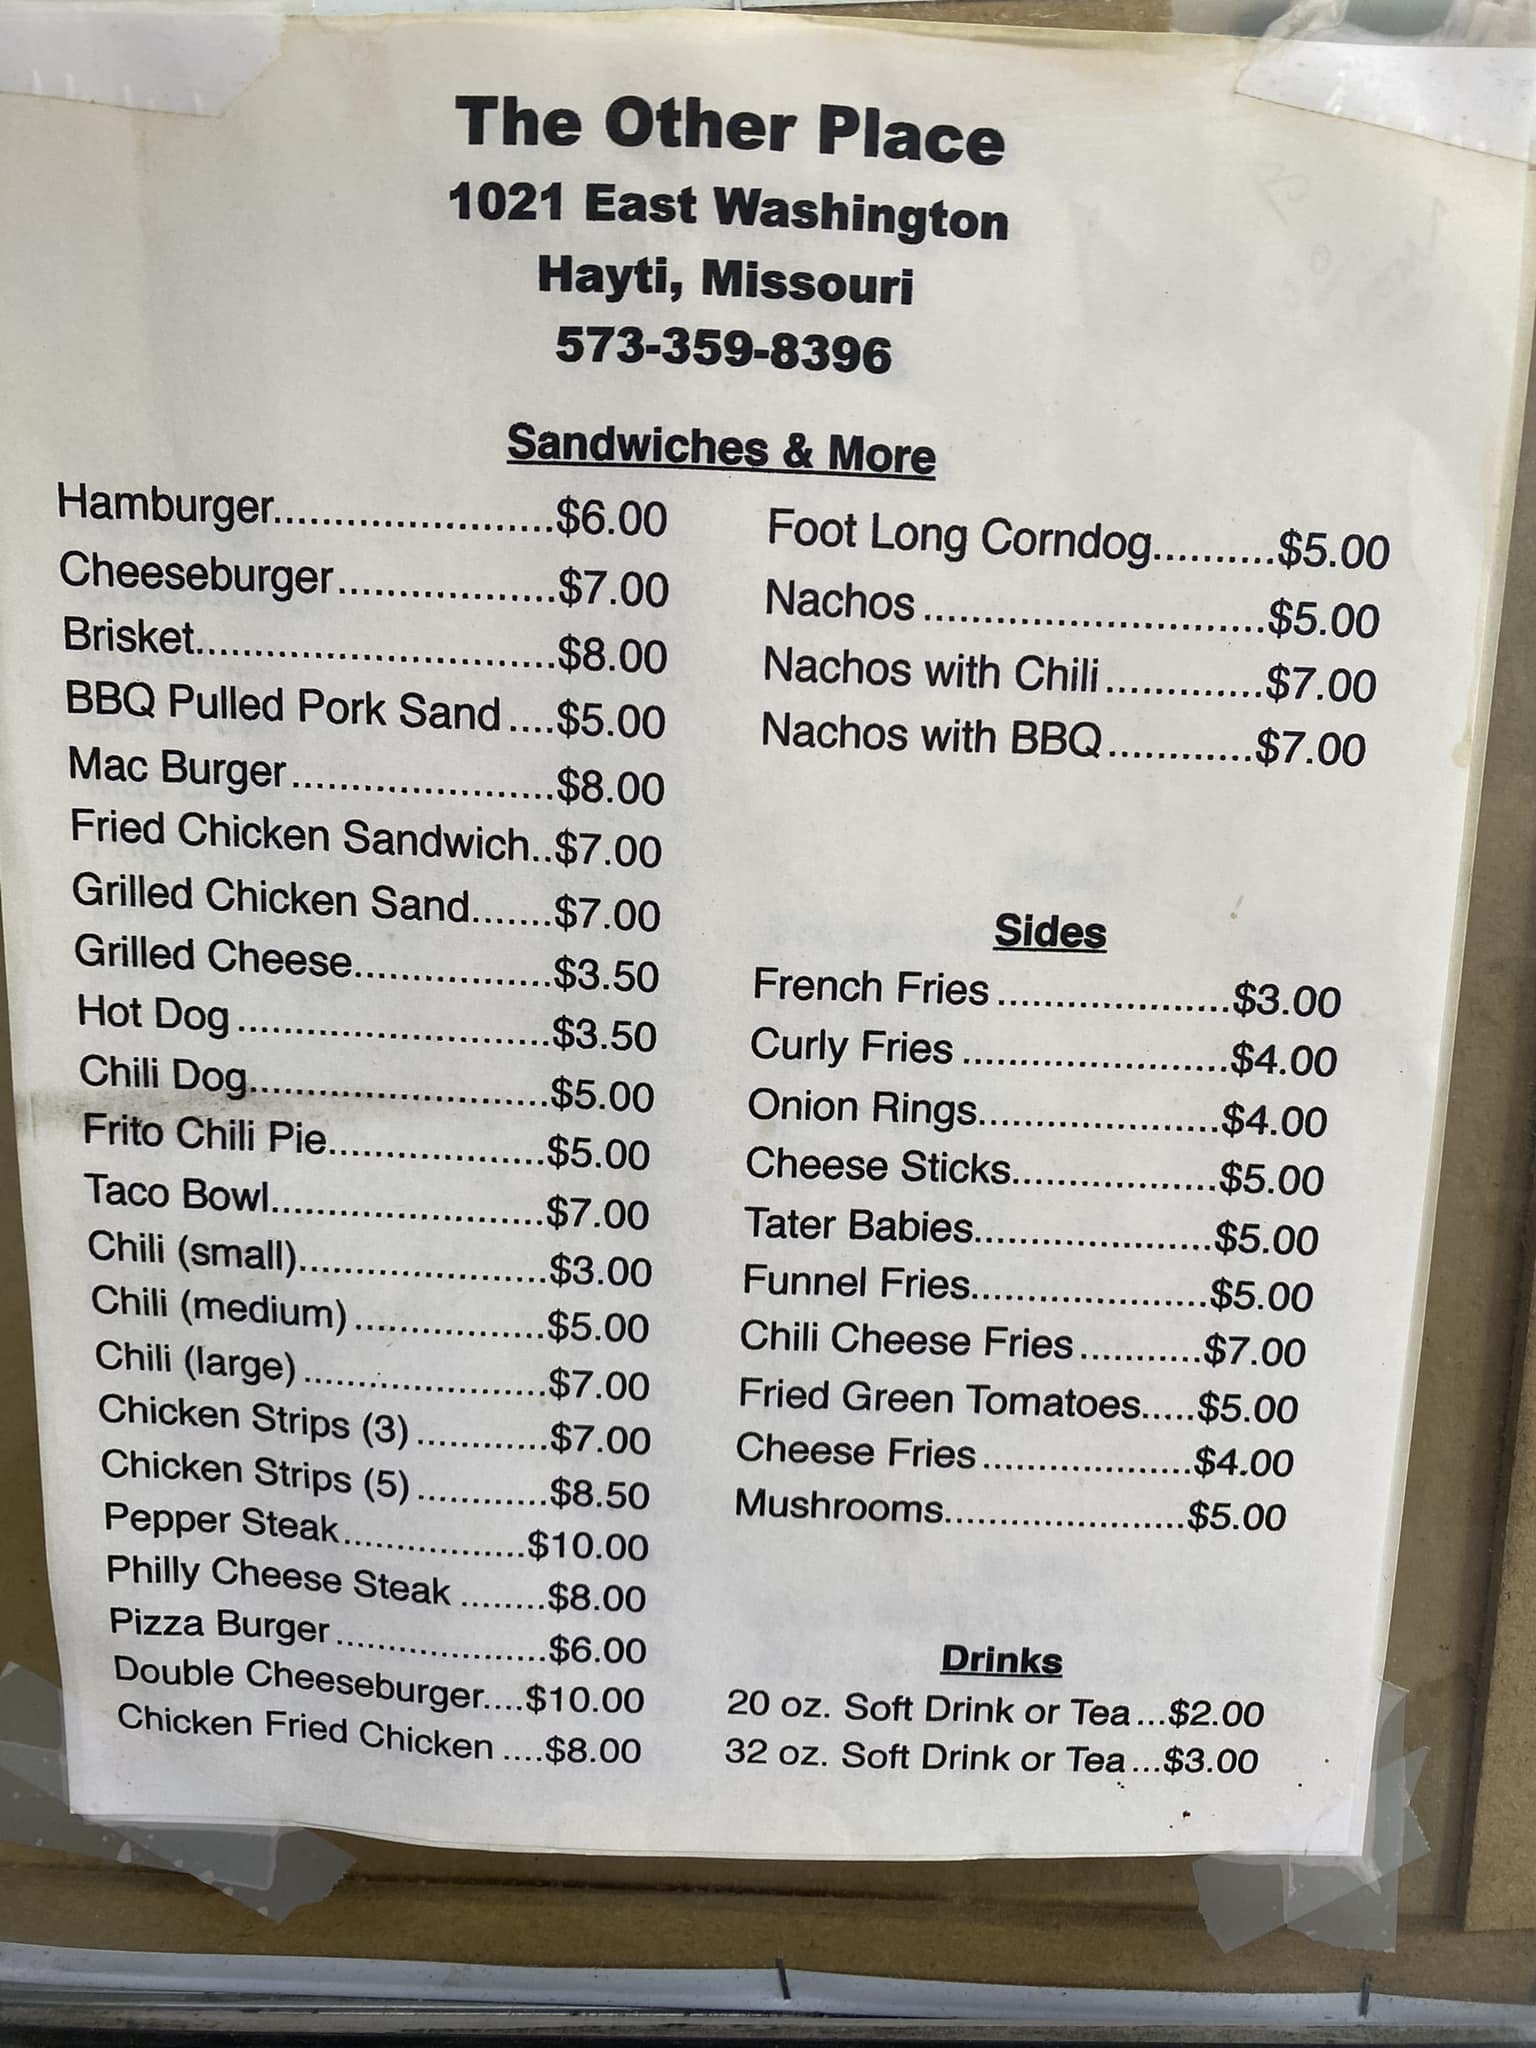 The Other Place
1021 East Washington
Hayti, Missouri
573-359-8396
Sandwiches & More
Hamburger.......................$6.00
Cheeseburger..................$7.00
Brisket..............................$8.00
BBQ Pulled Pork Sand....$5.00
Mac Burger......................$8.00
Fried Chicken Sandwich..$7.00
Grilled Chicken Sand.......$7.00
Grilled Cheese.................$3.50
Hot Dog...........................$3.50
Chili Dog..........................$5.00
Frito Chili Pie...................$5.00
Taco Bowl........................$7.00
Chili (small)......................$3.00
Chili (medium).................$5.00
Chili (large)......................$7.00
Chicken Strips (3)............$7.00
Chicken Strips (5)............$8.50
Pepper Steak.................$10.00
Philly Cheese Steak........$8.00
Pizza Burger....................$6.00
Double Cheeseburger....$10.00
Chicken Fried Chicken....$8.00
Foot Long Corndog..........$5.00
Nachos.............................$5.00
Nachos with Chili.............$7.00
Nachos with BBQ............$7.00
Sides
French Fries....................$3.00
Curly Fries.......................$4.00
Onion Rings.....................$4.00
Cheese Sticks..................$5.00
Tater Babies.....................$5.00
Funnel Fries.....................$5.00
Chili Cheese Fries...........$7.00
Fried Green Tomatoes.....$5.00
Cheese Fries...................$4.00
Mushrooms......................$5.00
Drinks
20 oz. Soft Drink or Tea...$2.00
32 oz. Soft Drink or Tea...$3.00